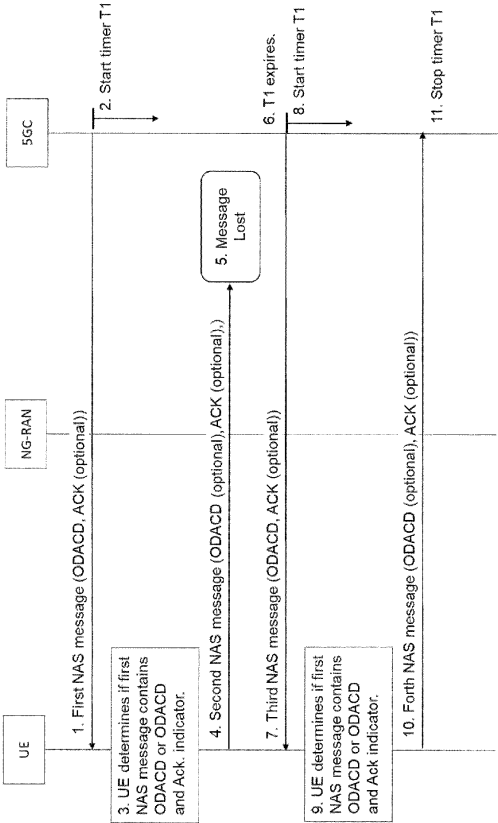 UE
NG-RAN
5GC
1. First NAS message (ODACD, ACK (optional))
2. Start timer T1
3. UE determines if first
NAS message contains
ODACD or ODACD
and Ack. indicator.
4. Second NAS message (ODACD (optional),ACK (optional),)
5. Message
Lost
6. T1 expires.
7. Third NAS message (ODACD, ACK (optional))
8. Start timer T1
9. UE determines if first
NAS message contains
ODACD or ODACD
and Ack indicator.
10. Forth NAS message (ODACD (optional), ACK (optional))
11. Stop timer T1